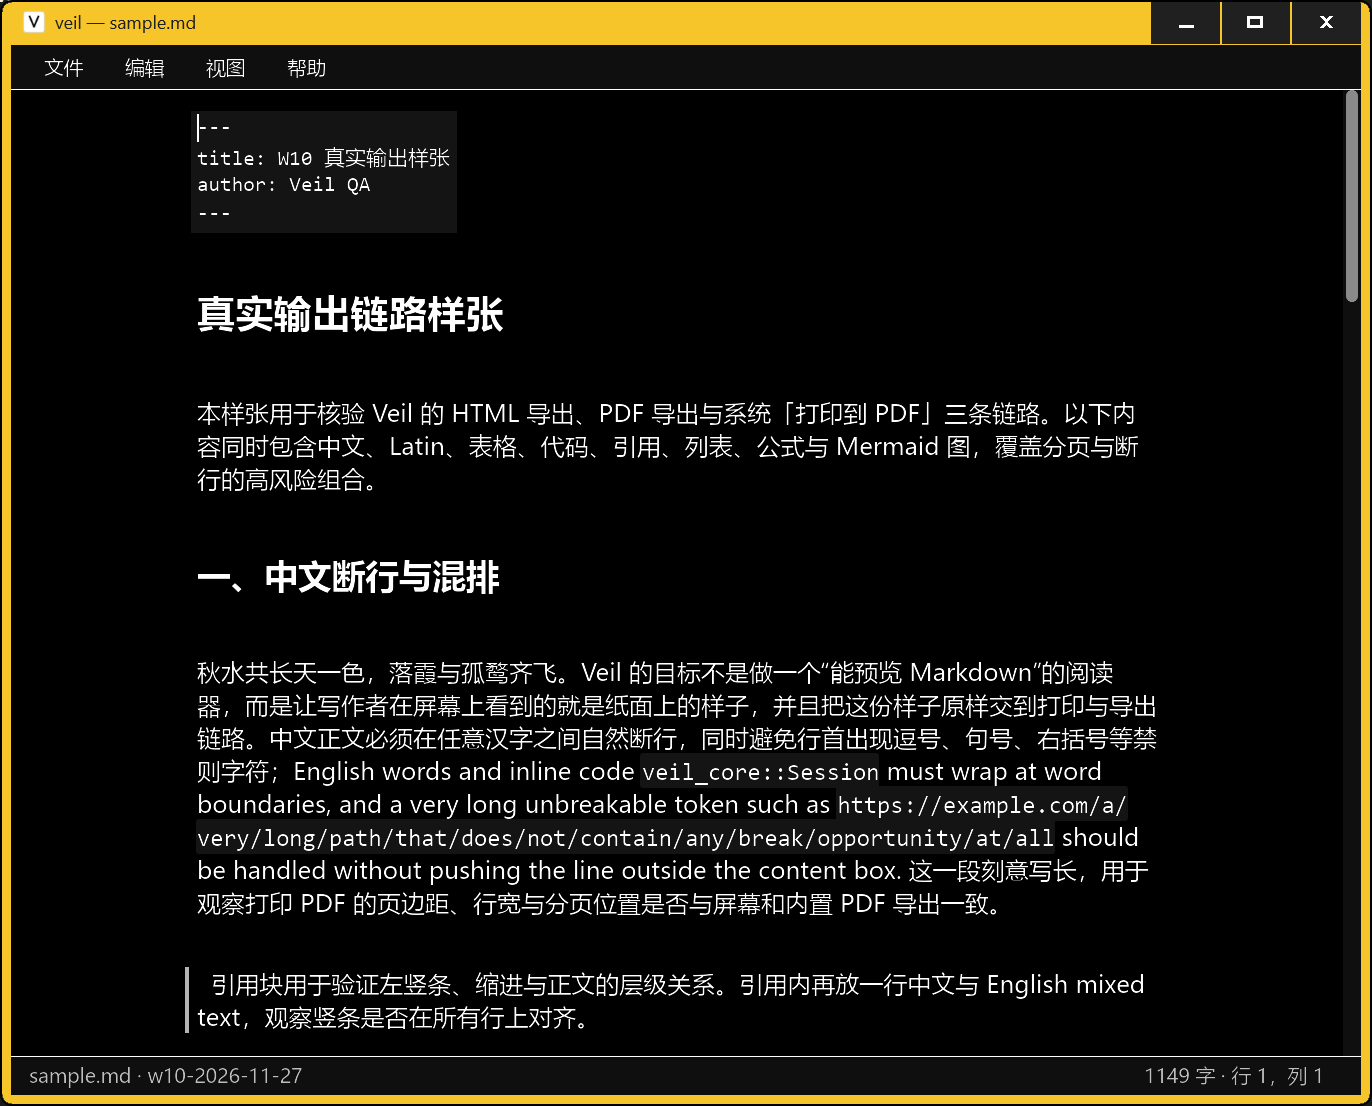 V veil — sample.md
文件 编辑 视图 帮助
---
title: W10 真实输出样张
author: Veil QA
---
真实输出链路样张
本样张用于核验 Veil 的 HTML 导出、PDF 导出与系统「打印到 PDF」三条链路。以下内
容同时包含中文、Latin、表格、代码、引用、列表、公式与 Mermaid 图，覆盖分页与断
行的高风险组合。
一、中文断行与混排
秋水共长天一色，落霞与孤鹜齐飞。Veil 的目标不是做一个“能预览 Markdown”的阅读
器，而是让写作者在屏幕上看到的就是纸面上的样子，并且把这份样子原样交到打印与导出
链路。中文正文必须在任意汉字之间自然断行，同时避免行首出现逗号、句号、右括号等禁
则字符；English words and inline code veil_core::Session must wrap at word
boundaries, and a very long unbreakable token such as https://example.com/a/
very/long/path/that/does/not/contain/any/break/opportunity/at/all should
be handled without pushing the line outside the content box. 这一段刻意写长，用于
观察打印 PDF 的页边距、行宽与分页位置是否与屏幕和内置 PDF 导出一致。
引用块用于验证左竖条、缩进与正文的层级关系。引用内再放一行中文与 English mixed
text，观察竖条是否在所有行上对齐。
sample.md · w10-2026-11-27
1149 字 · 行 1，列 1